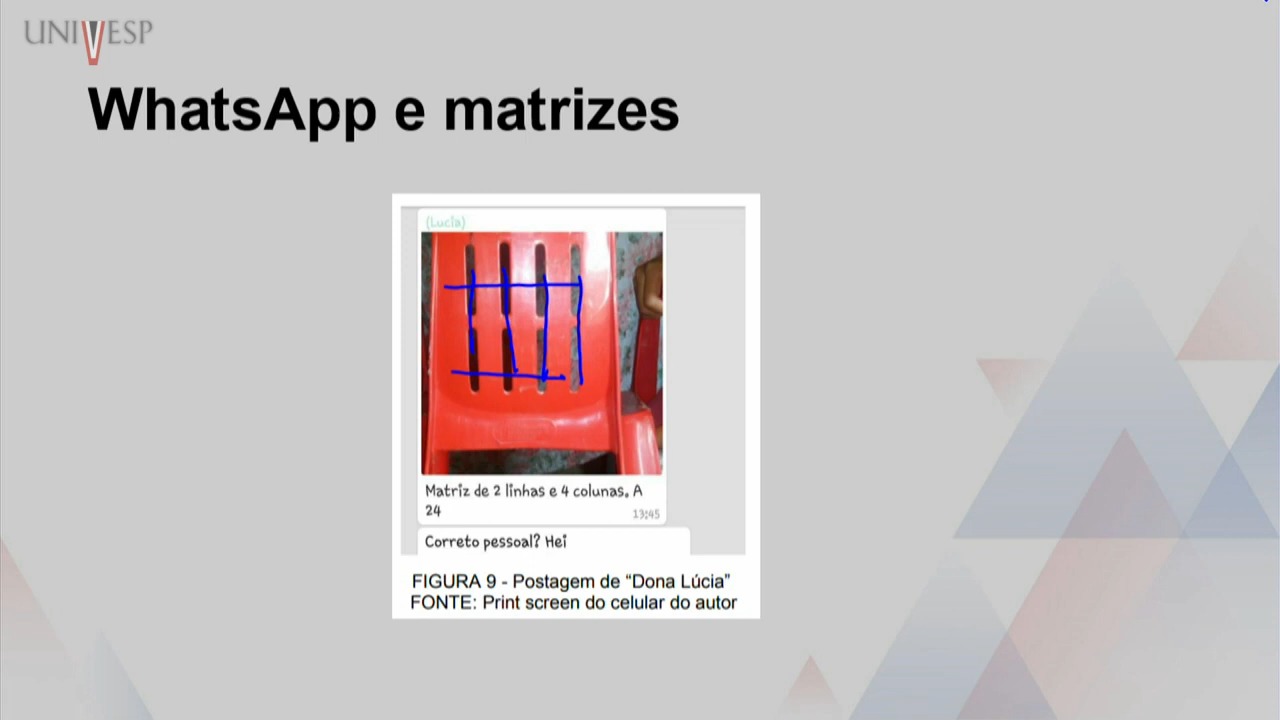 UNIVESP
WhatsApp e matrizes
(Lucia)
Matriz de 2 linhas e 4 colunas. A
24
13:45
Correto pessoal? Hei
FIGURA 9 - Postagem de “Dona Lúcia”
FONTE: Print screen do celular do autor